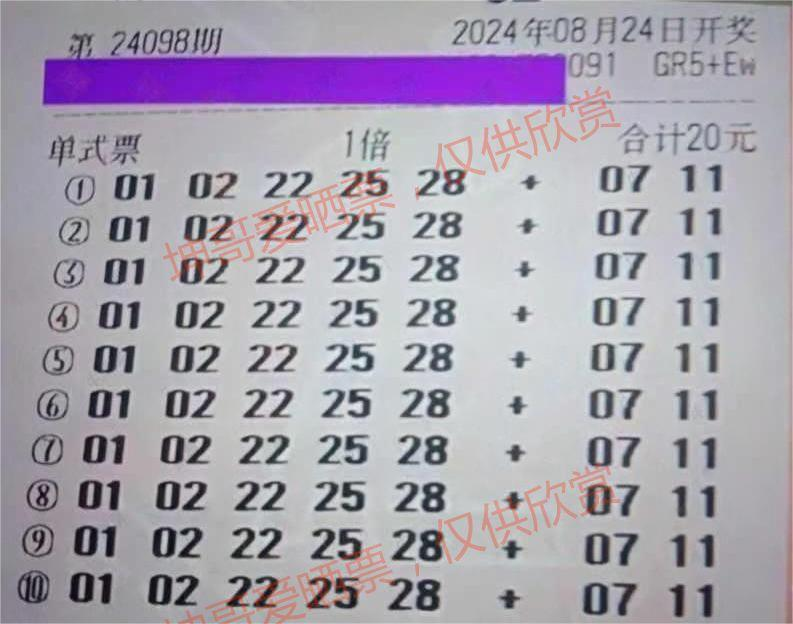 第 24098期 2024年08月24日开奖
091 GR5+Ew
单式票 1倍 合计20元
① 01 02 22 25 28 + 07 11
② 01 02 22 25 28 + 07 11
③ 01 02 22 25 28 + 07 11
④ 01 02 22 25 28 + 07 11
⑤ 01 02 22 25 28 + 07 11
⑥ 01 02 22 25 28 + 07 11
⑦ 01 02 22 25 28 + 07 11
⑧ 01 02 22 25 28 + 07 11
⑨ 01 02 22 25 28 + 07 11
⑩ 01 02 22 25 28 + 07 11
坤哥爱晒票，仅供欣赏
坤哥爱晒票，仅供欣赏